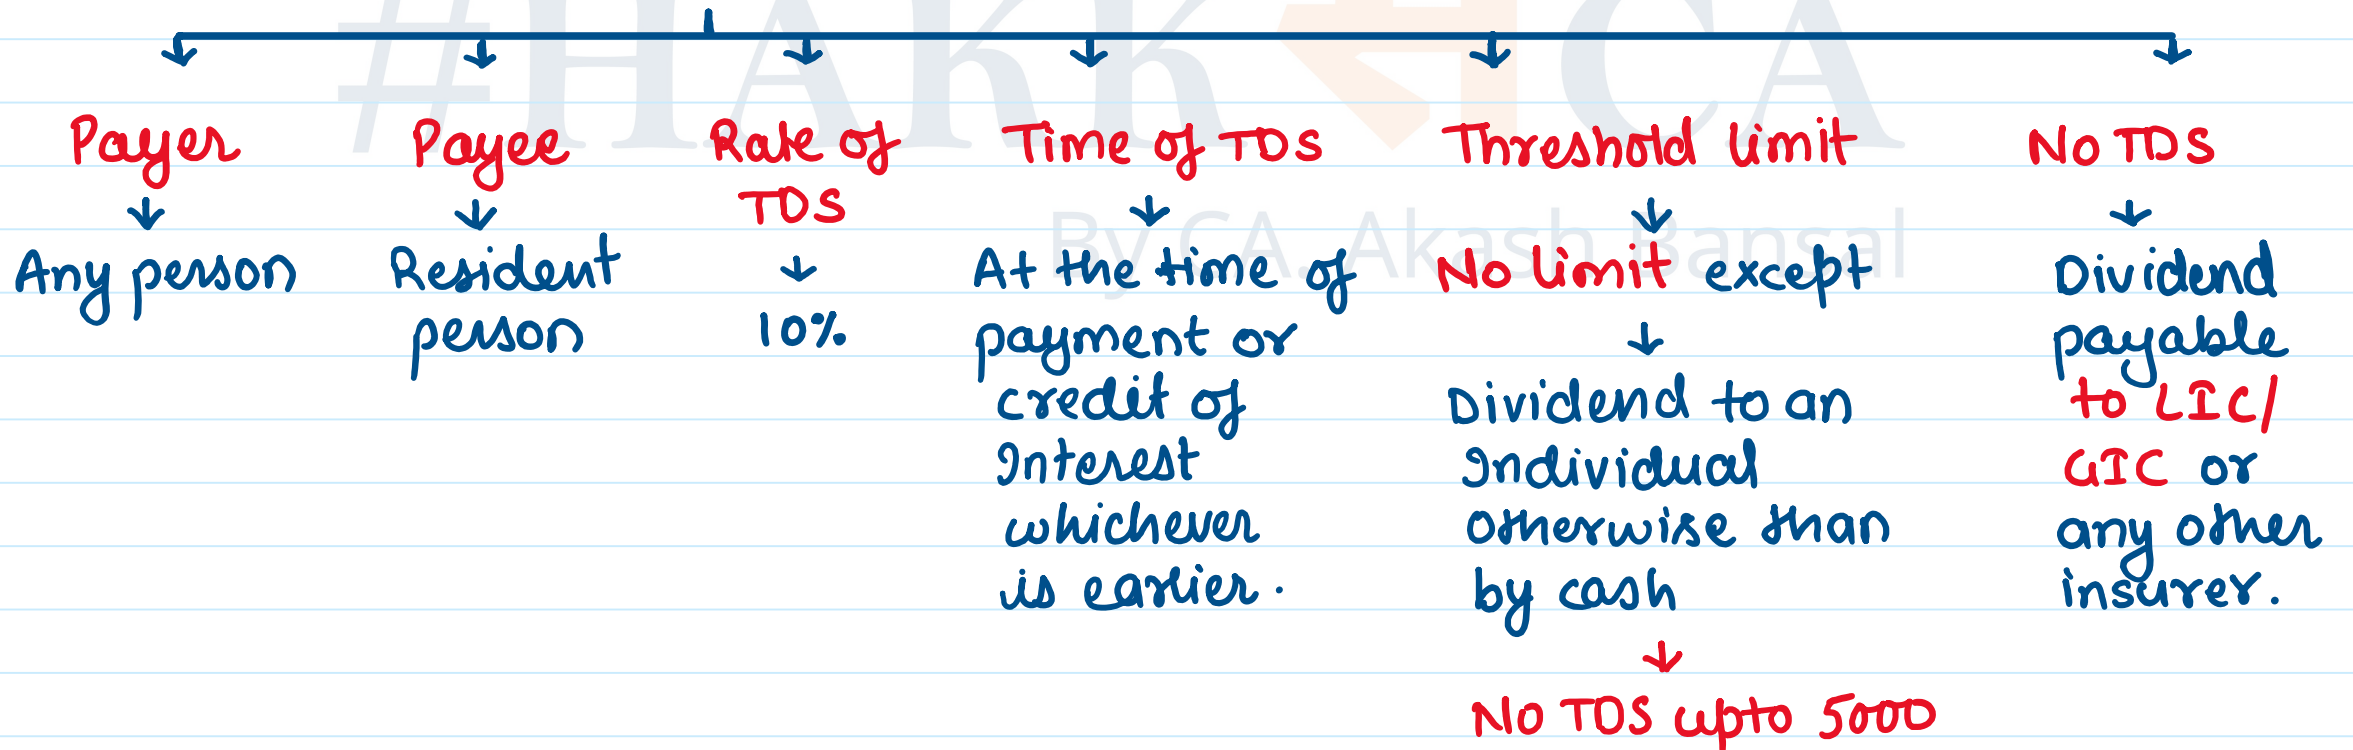 #HAKK CA
By CA. Akash Bansal
Payer
Any person
Payee
Resident
person
Rate of
TDS
10%
Time of TDS
At the time of
payment or
credit of
Interest
whichever
is earlier.
Threshold limit
No limit except
Dividend to an
Individual
otherwise than
by cash
No TDS upto 5000
No TDS
Dividend
payable
to LIC/
GIC or
any other
insurer.